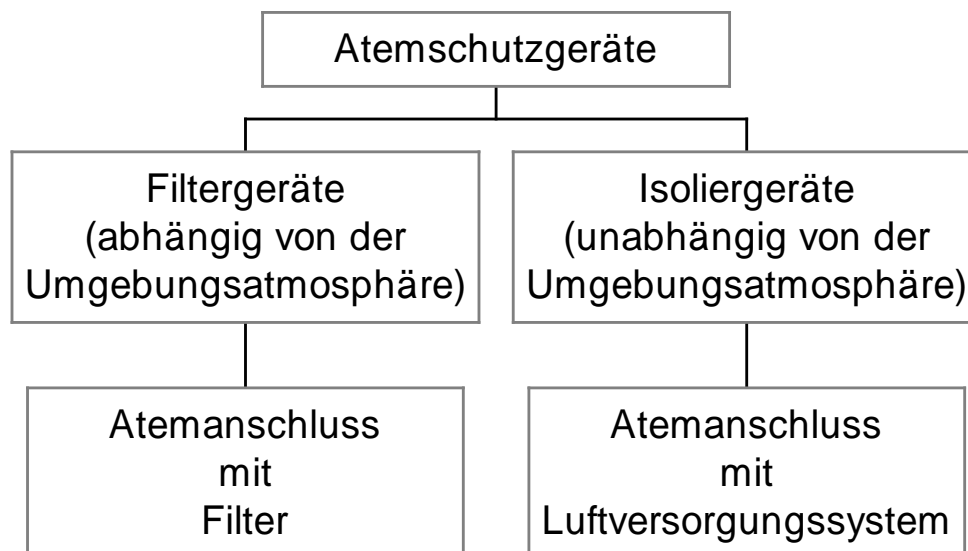 Atemschutzgeräte
Filtergeräte
(abhängig von der
Umgebungsatmosphäre)
Isoliergeräte
(unabhängig von der
Umgebungsatmosphäre)
Atemanschluss
mit
Filter
Atemanschluss
mit
Luftversorgungssystem